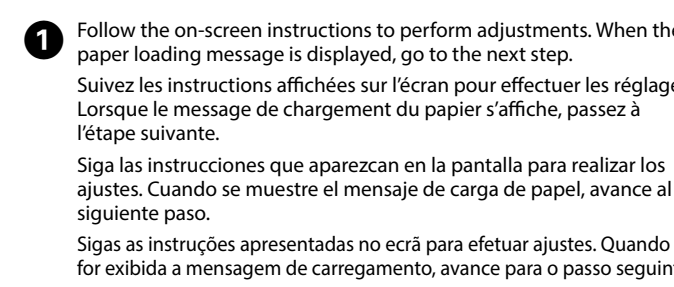 1 Follow the on-screen instructions to perform adjustments. When the
paper loading message is displayed, go to the next step.
Suivez les instructions affichées sur l’écran pour effectuer les réglage
Lorsque le message de chargement du papier s’affiche, passez à
l’étape suivante.
Siga las instrucciones que aparezcan en la pantalla para realizar los
ajustes. Cuando se muestre el mensaje de carga de papel, avance al
siguiente paso.
Sigas as instruções apresentadas no ecrã para efetuar ajustes. Quando
for exibida a mensagem de carregamento, avance para o passo seguin